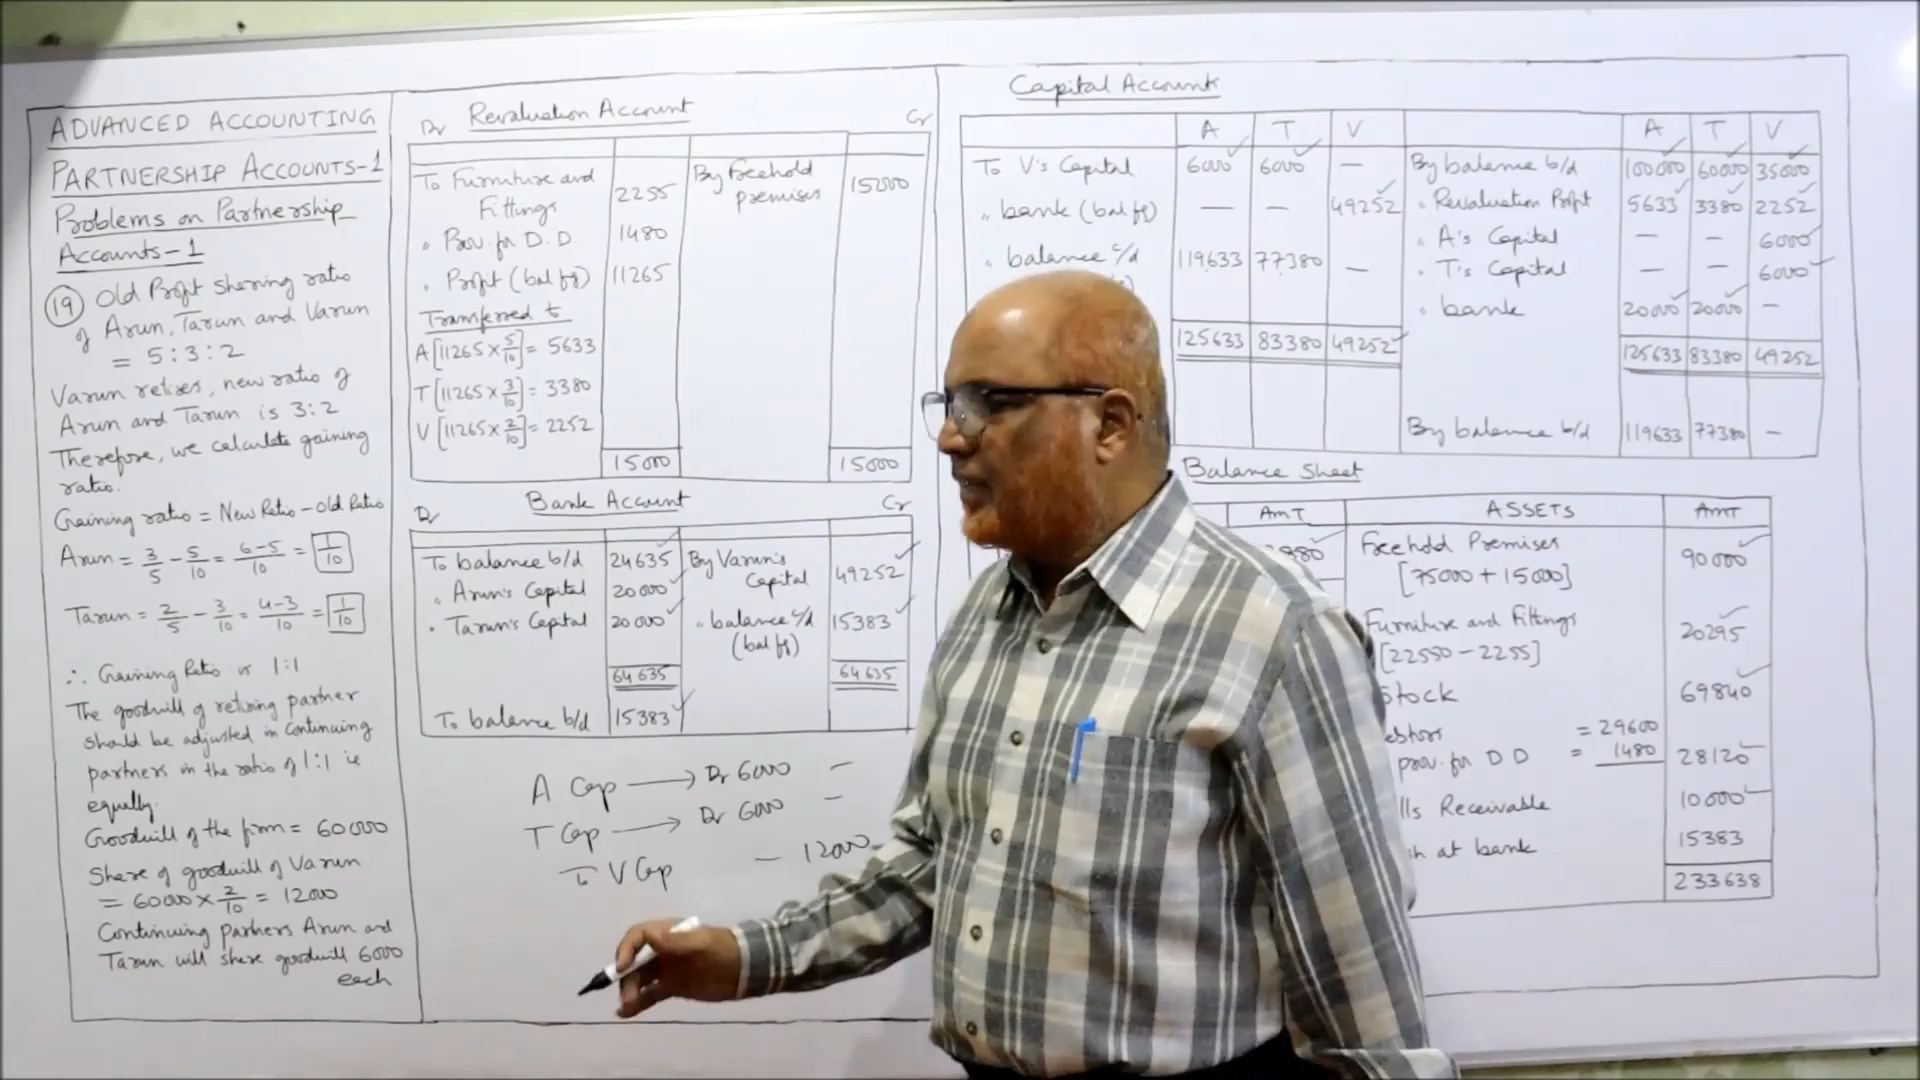 ADVANCED ACCOUNTING
PARTNERSHIP ACCOUNTS-1
Problems on Partnership
Accounts-1
(19) Old Profit sharing ratio
of Arun, Tarun and Varun
= 5:3:2
Varun retires, new ratio of
Arun and Tarun is 3:2
Therefore, we calculate gaining
ratio.
Gaining ratio = New Ratio - Old Ratio
Arun = 3/5 - 5/10 = 6-5/10 = 1/10
Tarun = 2/5 - 3/10 = 4-3/10 = 1/10
∴ Gaining Ratio is 1:1
The goodwill of retiring partner
should be adjusted in continuing
partners in the ratio of 1:1 ie
equally.
Goodwill of the firm = 60000
Share of goodwill of Varun
= 60000 × 2/10 = 12000
Continuing partners Arun and
Tarun will share goodwill 6000
each.
Dr Revaluation Account Cr
To Furniture and Fittings 2255 By Freehold premises 15000
" Prov. for D.D. 1480
" Profit (bal fg) 11265
Transferred to
A [11265 × 5/10] = 5633
T [11265 × 3/10] = 3380
V [11265 × 2/10] = 2252
15000 15000
Dr Bank Account Cr
To balance b/d 24635 By Varun's Capital 49252
" Arun's Capital 20000
" Tarun's Capital 20000 " balance c/d (bal fg) 15383
64635 64635
To balance b/d 15383
A Cap → Dr 6000 -
T Cap → Dr 6000 -
To V Cap - 12000
Capital Account
A T V A T V
To V's Capital 6000 6000 — By balance b/d 100000 60000 35000
" bank (bal fg) — — 49252 " Revaluation Profit 5633 3380 2252
" A's Capital — — 6000
" balance c/d 119633 77380 — " T's Capital — — 6000
" bank 20000 20000 —
125633 83380 49252 125633 83380 49252
By balance b/d 119633 77380 —
Balance Sheet
AMT ASSETS AMT
Freehold Premises
[75000 + 15000] 90000
Furniture and Fittings
[22550 - 2255] 20295
Stock 69840
= 29600
prov. for D D = 1480 28120
Receivable 10000
at bank 15383
233638